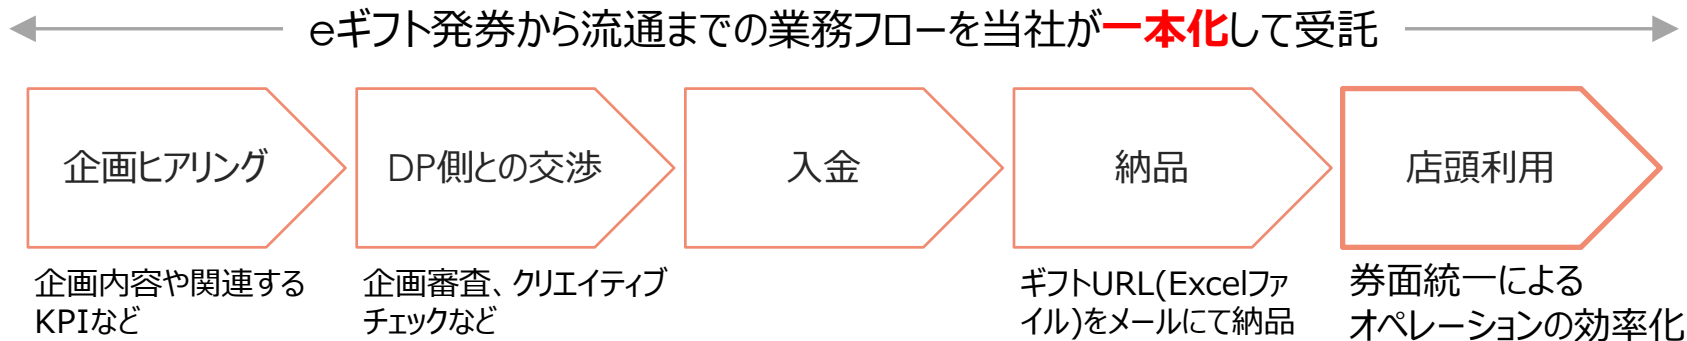 eギフト発券から流通までの業務フローを当社が一本化して受託
企画ヒアリング
DP側との交渉
入金
納品
店頭利用
企画内容や関連する
KPIなど
企画審査、クリエイティブ
チェックなど
ギフトURL(Excelファ
イル)をメールにて納品
券面統一による
オペレーションの効率化